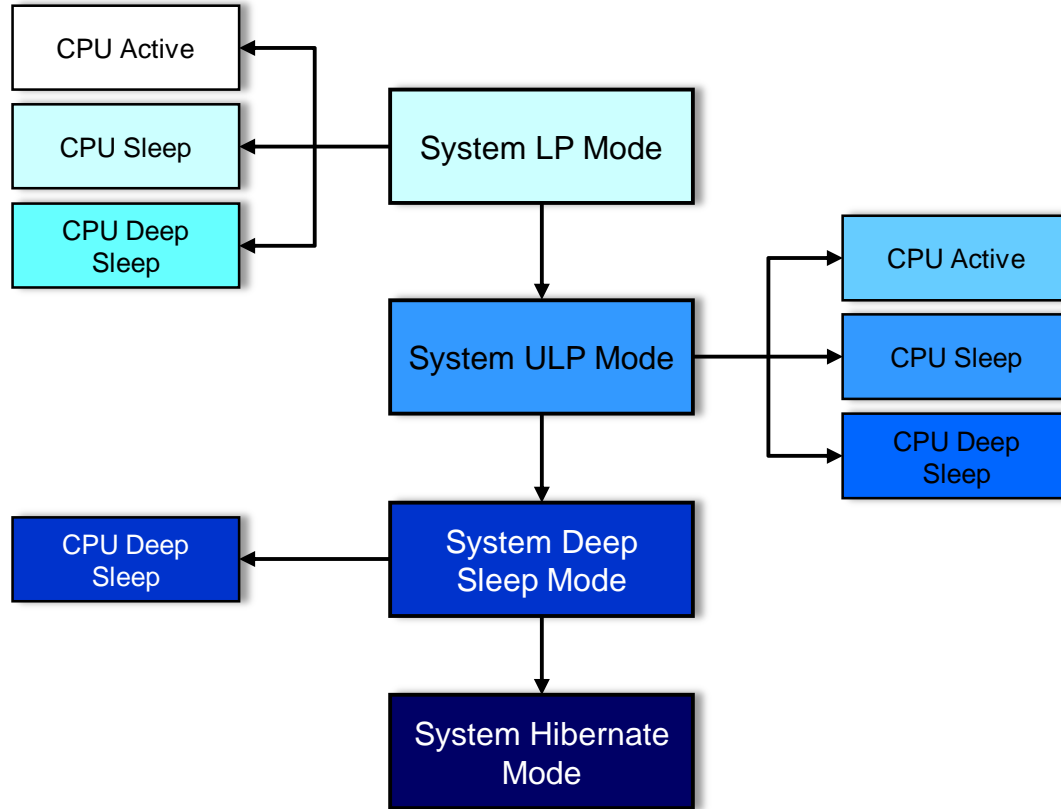 CPU Active
CPU Sleep
CPU Deep
Sleep
System LP Mode
CPU Active
System ULP Mode
CPU Sleep
CPU Deep
Sleep
CPU Deep
Sleep
System Deep
Sleep Mode
System Hibernate
Mode